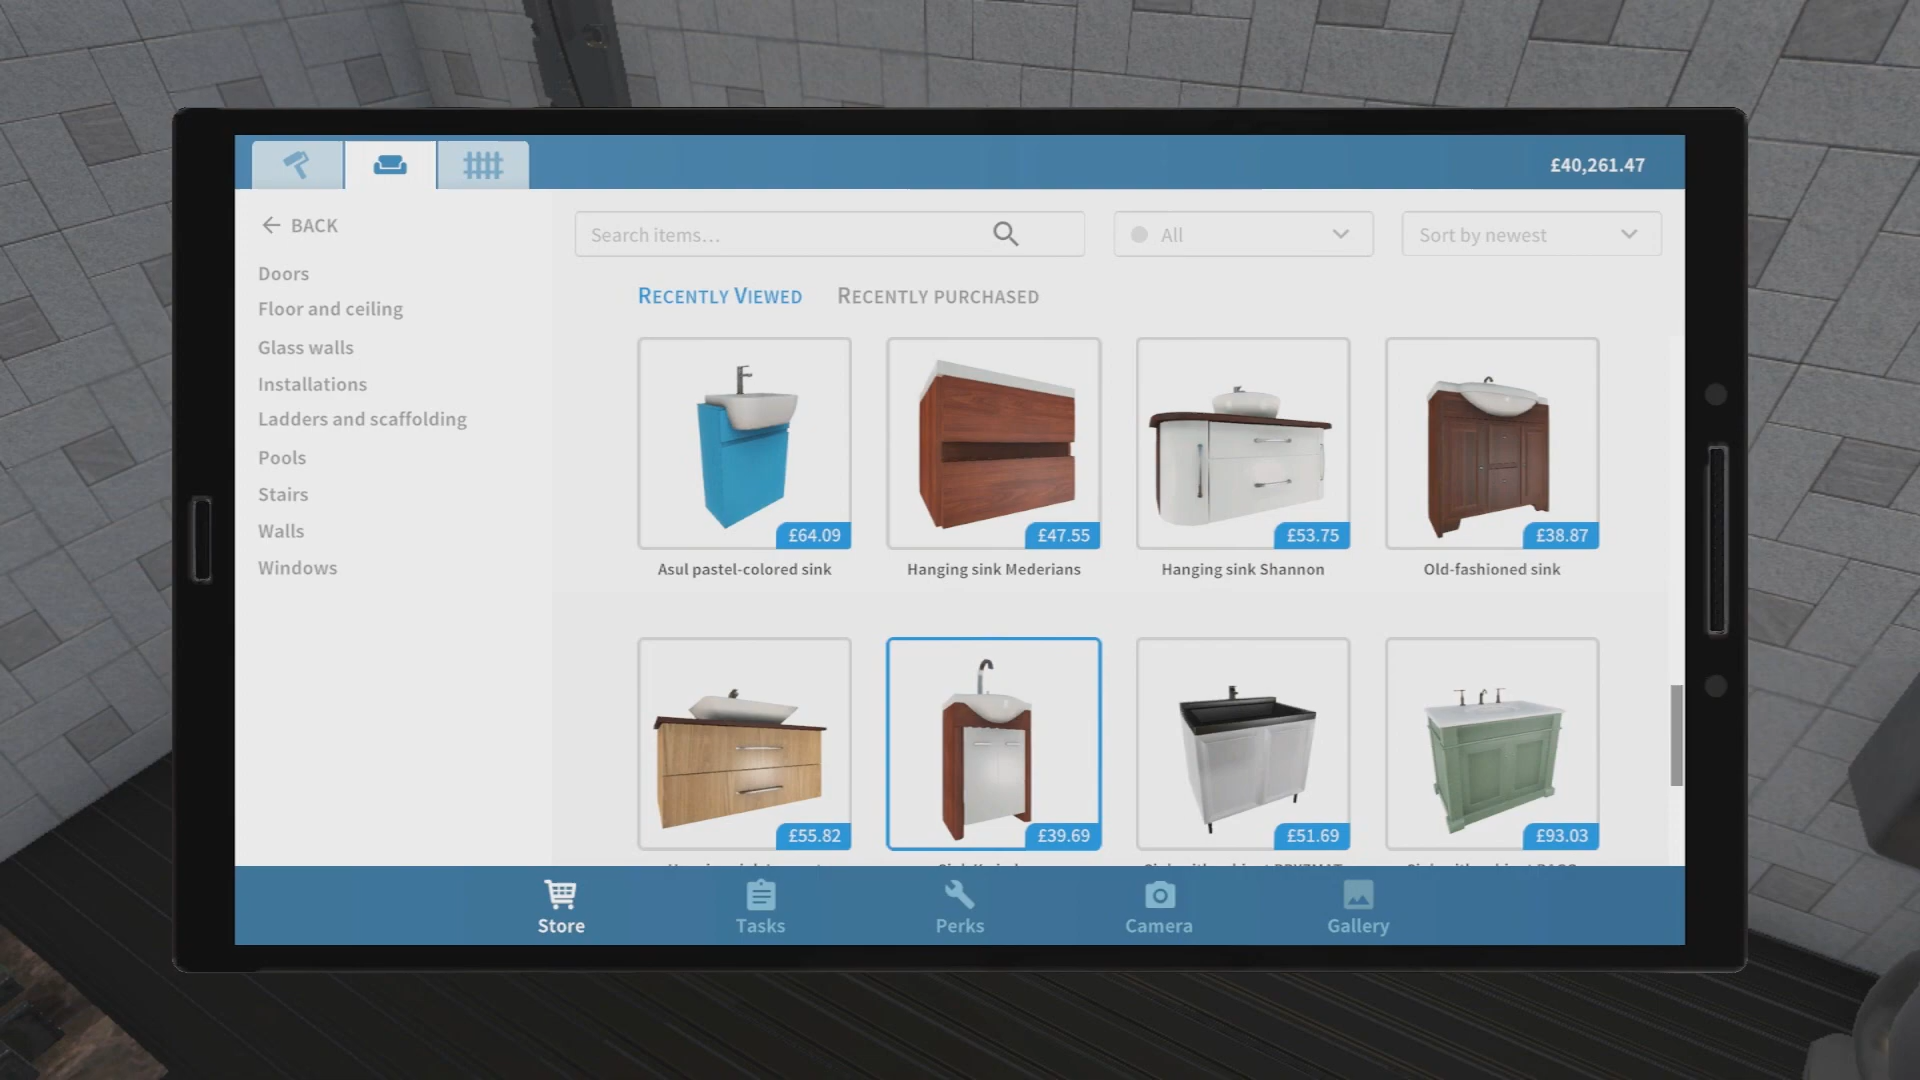 £40,261.47
BACK
Search items...
All
Sort by newest
Doors
Floor and ceiling
Glass walls
Installations
Ladders and scaffolding
Pools
Stairs
Walls
Windows
RECENTLY VIEWED
RECENTLY PURCHASED
£64.09
£47.55
£53.75
£38.87
Asul pastel-colored sink
Hanging sink Mederians
Hanging sink Shannon
Old-fashioned sink
£55.82
£39.69
£51.69
£93.03
Store
Tasks
Perks
Camera
Gallery